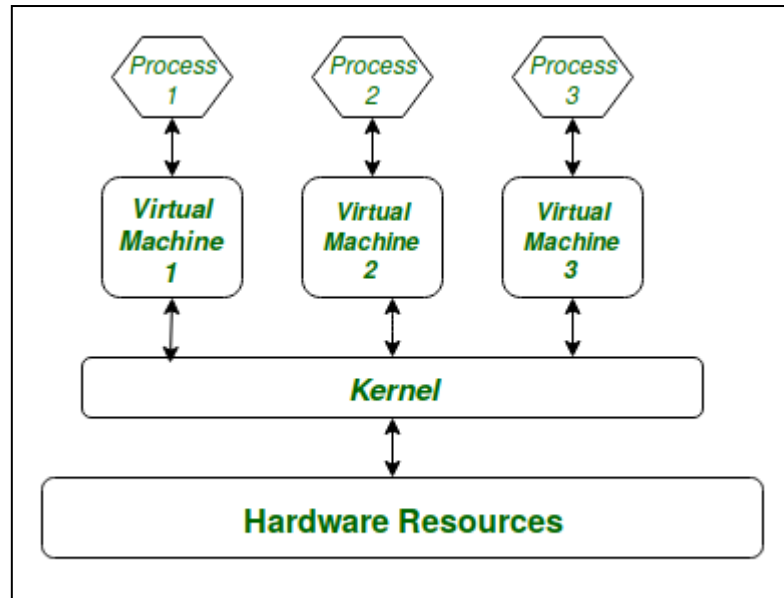 Process
1
Process
2
Process
3
Virtual
Machine
1
Virtual
Machine
2
Virtual
Machine
3
Kernel
Hardware Resources